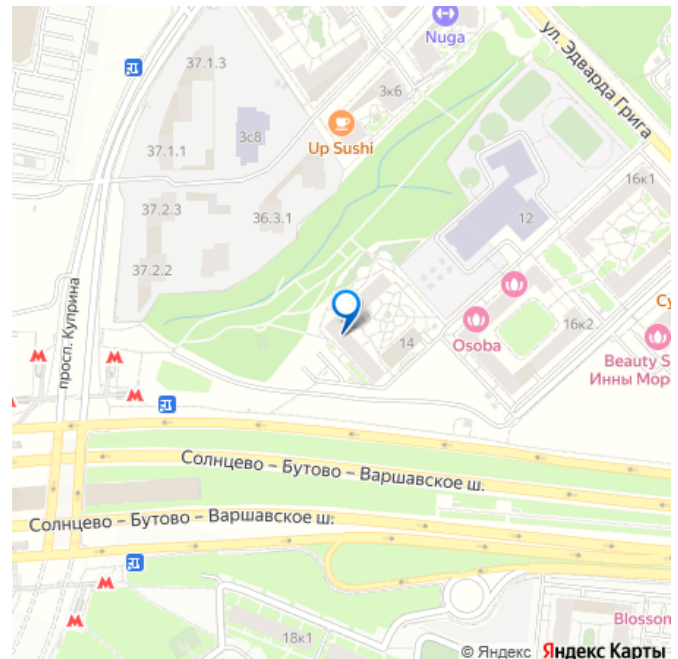 Nuga
ул. Эдварда Грига
37.1.3
3к6
3с8
Up Sushi
37.1.1
16к1
37.2.3
36.3.1
12
37.2.2
просп. Куприна
Osoba
16к2
14
Су
Beauty S
Инны Мор
Солнцево – Бутово – Варшавское ш.
Солнцево – Бутово – Варшавское ш.
Blosson
18к1
© Яндекс Яндекс Карты